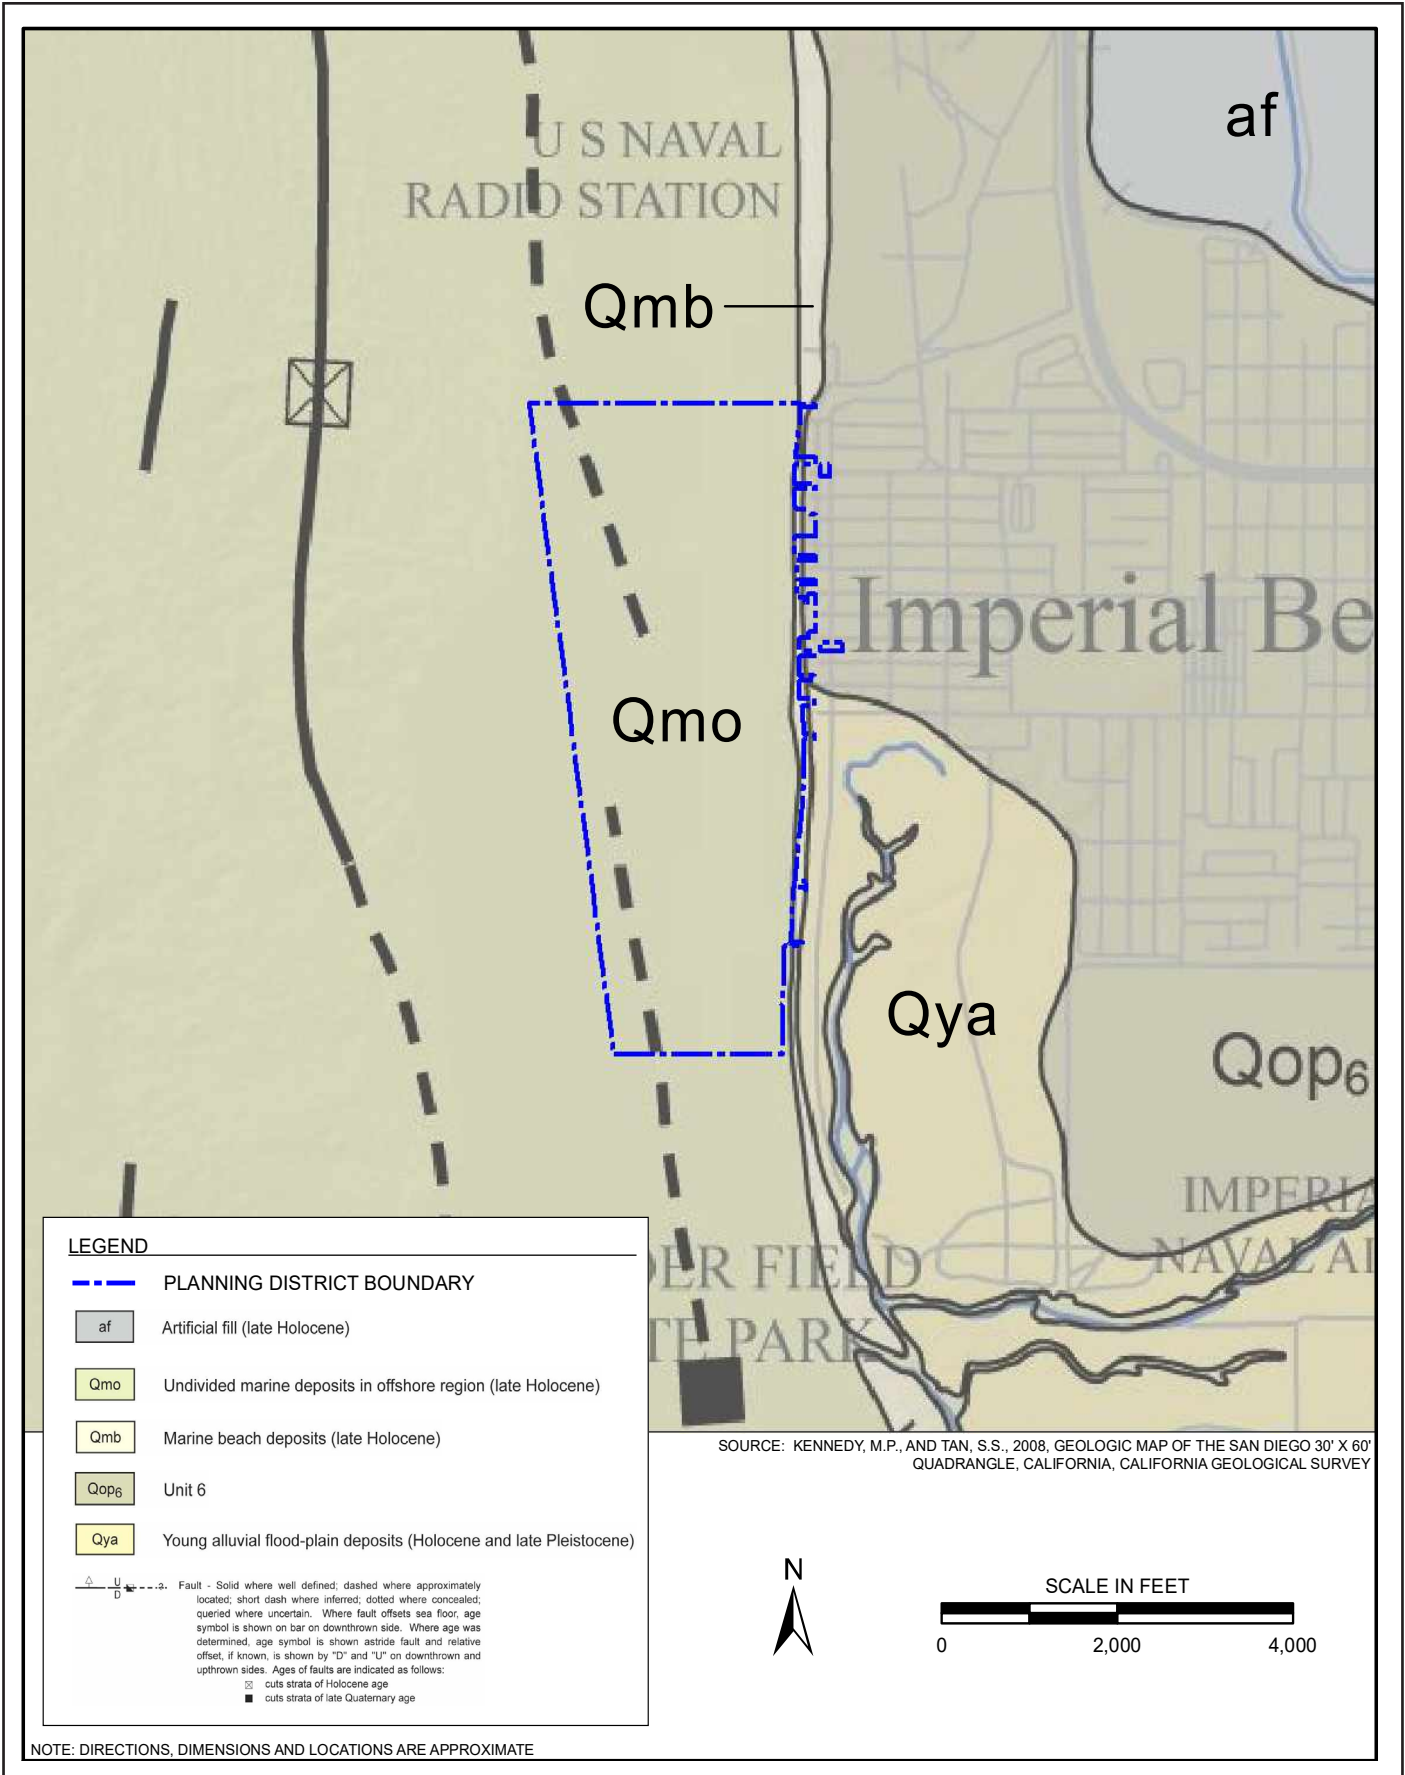 af
U S NAVAL
RADIO STATION
Qmb
Imperial Be
Qmo
Qya
Qop6
IMPERIA
NAVAL AI
DER FIELD
TE PARK
LEGEND
PLANNING DISTRICT BOUNDARY
af Artificial fill (late Holocene)
Qmo Undivided marine deposits in offshore region (late Holocene)
Qmb Marine beach deposits (late Holocene)
Qop6 Unit 6
Qya Young alluvial flood-plain deposits (Holocene and late Pleistocene)
U
D
?
Fault - Solid where well defined; dashed where approximately
located; short dash where inferred; dotted where concealed;
queried where uncertain. Where fault offsets sea floor, age
symbol is shown on bar on downthrown side. Where age was
determined, age symbol is shown astride fault and relative
offset, if known, is shown by "D" and "U" on downthrown and
upthrown sides. Ages of faults are indicated as follows:
cuts strata of Holocene age
cuts strata of late Quaternary age
SOURCE: KENNEDY, M.P., AND TAN, S.S., 2008, GEOLOGIC MAP OF THE SAN DIEGO 30' X 60'
QUADRANGLE, CALIFORNIA, CALIFORNIA GEOLOGICAL SURVEY
N
SCALE IN FEET
0 2,000 4,000
NOTE: DIRECTIONS, DIMENSIONS AND LOCATIONS ARE APPROXIMATE